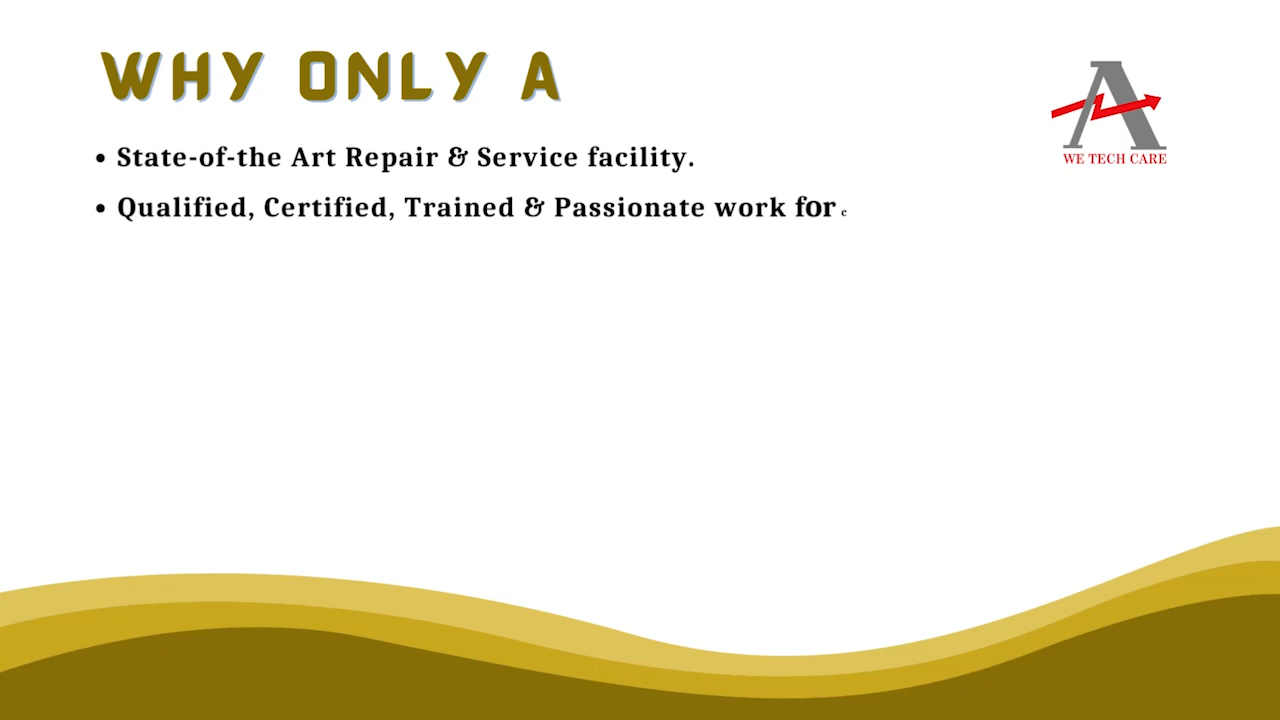 WHY ONLY A
• State-of-the Art Repair & Service facility.
• Qualified, Certified, Trained & Passionate work for c
A
WE TECH CARE